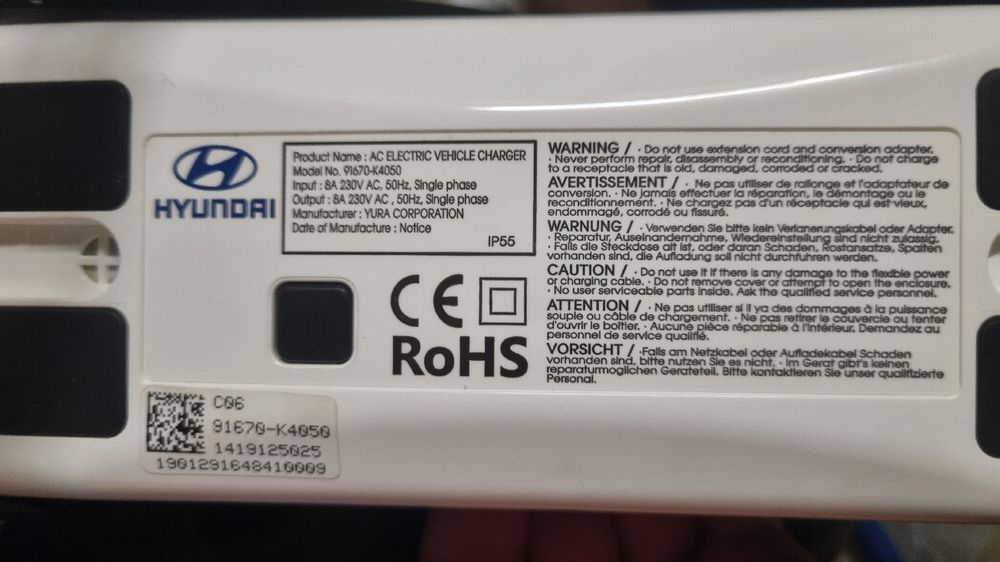 HYUNDAI
Product Name : AC ELECTRIC VEHICLE CHARGER
Model No. 91670-K4050
Input : 8A 230V AC, 50Hz, Single phase
Output : 8A 230V AC , 50Hz, Single phase
Manufacturer : YURA CORPORATION
Date of Manufacture : Notice
IP55
CE
RoHS
WARNING / · Do not use extension cord and conversion adapter.
· Never perform repair, disassembly or reconditioning. · Do not charge
to a receptacle that is old, damaged, corroded or cracked.
AVERTISSEMENT / · Ne pas utiliser de rallonge et l'adaptateur de
conversion. · Ne jamais effectuer la réparation, le démontage ou le
reconditionnement. · Ne chargez pas d'un réceptacle qui est vieux,
endommagé, corrodé ou fissuré.
WARNUNG / · Verwenden Sie bitte kein Verlanerungskabel oder Adapter.
· Reparatur, Auseinandernahme, Wiedereinstellung sind nicht zulassig.
· Falls die Steckdose alt ist, oder daran Schaden, Rostansatze, Spalten
vorhanden sind, die Aufladung soll nicht durchfuhren werden.
CAUTION / · Do not use it if there is any damage to the flexible power
or charging cable. · Do not remove cover or attempt to open the enclosure.
· No user serviceable parts inside. Ask the qualified service personnel.
ATTENTION / · Ne pas utiliser si il ya des dommages à la puissance
souple ou câble de chargement. · Ne pas retirer le couvercle ou tenter
d'ouvrir le boîtier. · Aucune pièce réparable à l'intérieur. Demandez au
personnel de service qualifié.
VORSICHT / ·Falls am Netzkabel oder Aufladekabel Schaden
vorhanden sind, bitte nutzen Sie es nicht. · Im Gerat gibt's keinen
reparaturmoglichen Gerateteil. Bitte kontaktieren Sie unser qualifizierte
Personal.
C06
91670-K4050
1419125025
1901291648410009